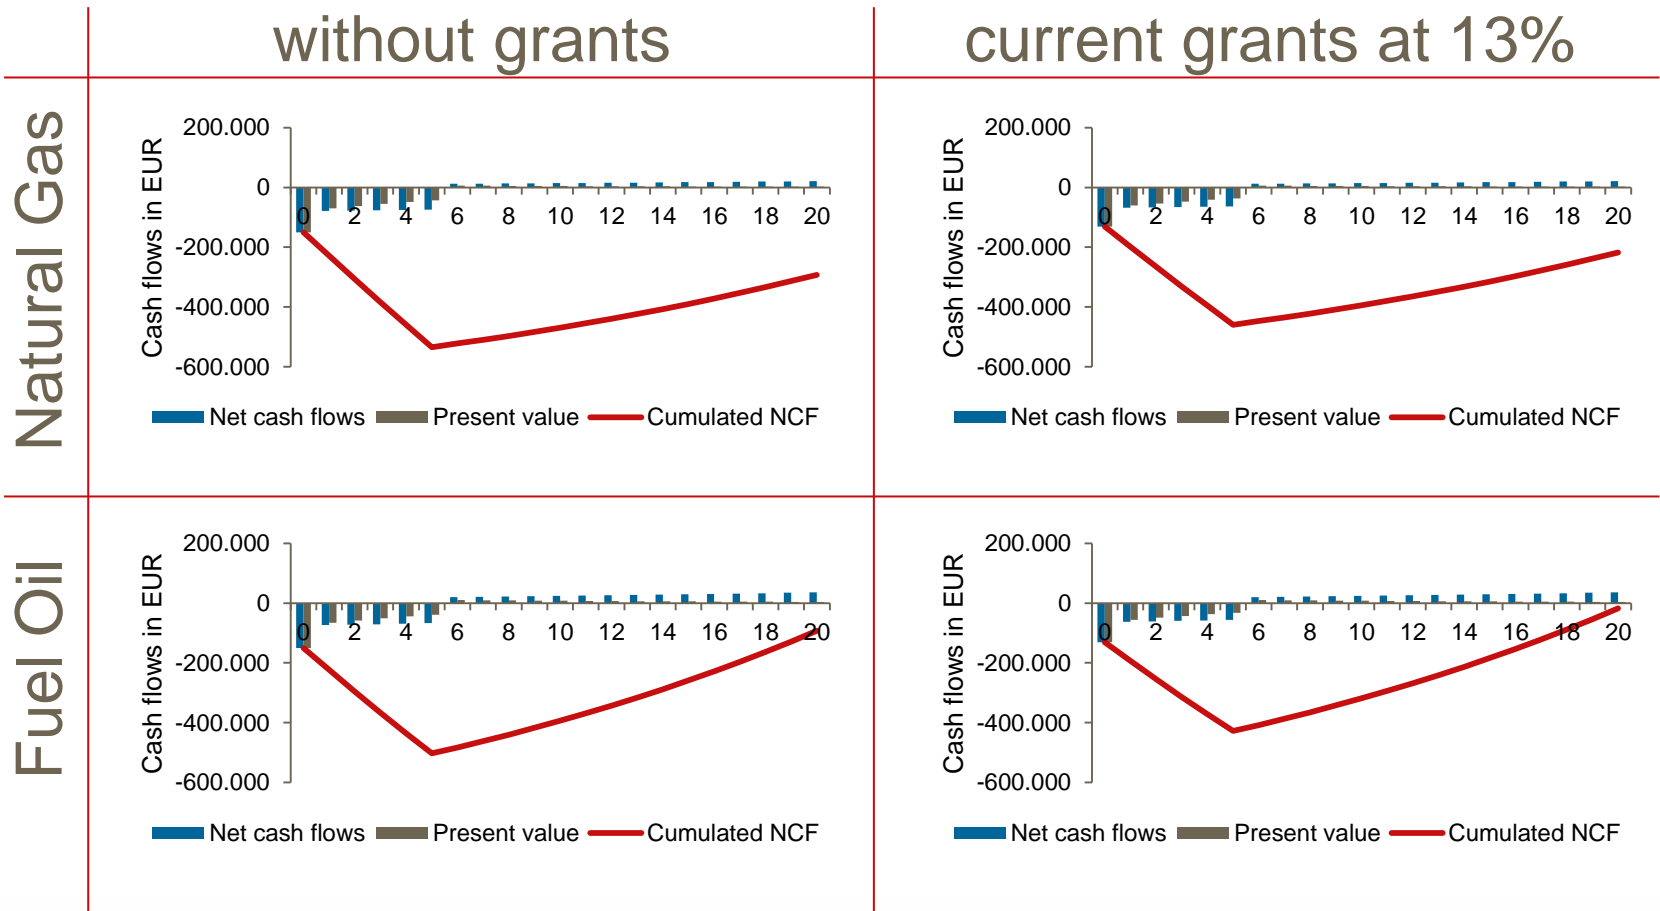 without grants
current grants at 13%
Natural Gas
Cash flows in EUR
200.000
0
-200.000
-400.000
-600.000
0 2 4 6 8 10 12 14 16 18 20
Net cash flows Present value Cumulated NCF
Cash flows in EUR
200.000
0
-200.000
-400.000
-600.000
0 2 4 6 8 10 12 14 16 18 20
Net cash flows Present value Cumulated NCF
Fuel Oil
Cash flows in EUR
200.000
0
-200.000
-400.000
-600.000
0 2 4 6 8 10 12 14 16 18 20
Net cash flows Present value Cumulated NCF
Cash flows in EUR
200.000
0
-200.000
-400.000
-600.000
0 2 4 6 8 10 12 14 16 18 20
Net cash flows Present value Cumulated NCF